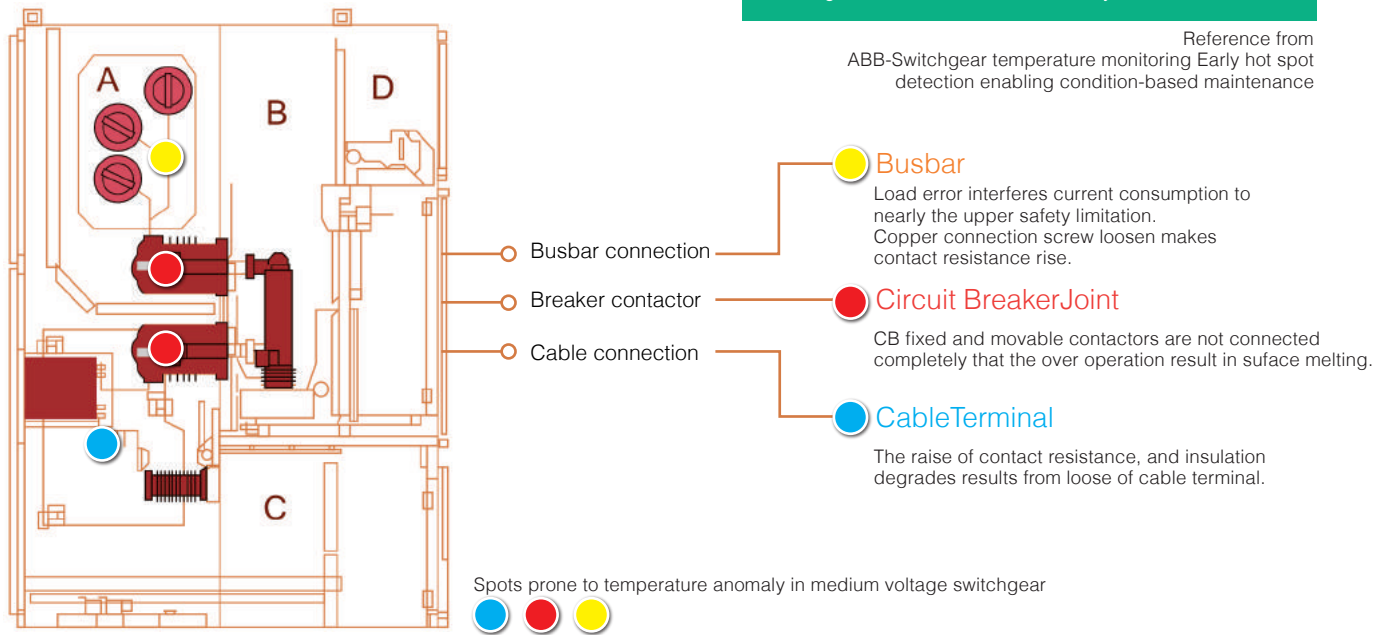 Reference from
ABB-Switchgear temperature monitoring Early hot spot
detection enabling condition-based maintenance
A
B
D
C
Busbar connection
Breaker contactor
Cable connection
Busbar
Load error interferes current consumption to
nearly the upper safety limitation.
Copper connection screw loosen makes
contact resistance rise.
Circuit BreakerJoint
CB fixed and movable contactors are not connected
completely that the over operation result in suface melting.
CableTerminal
The raise of contact resistance, and insulation
degrades results from loose of cable terminal.
Spots prone to temperature anomaly in medium voltage switchgear